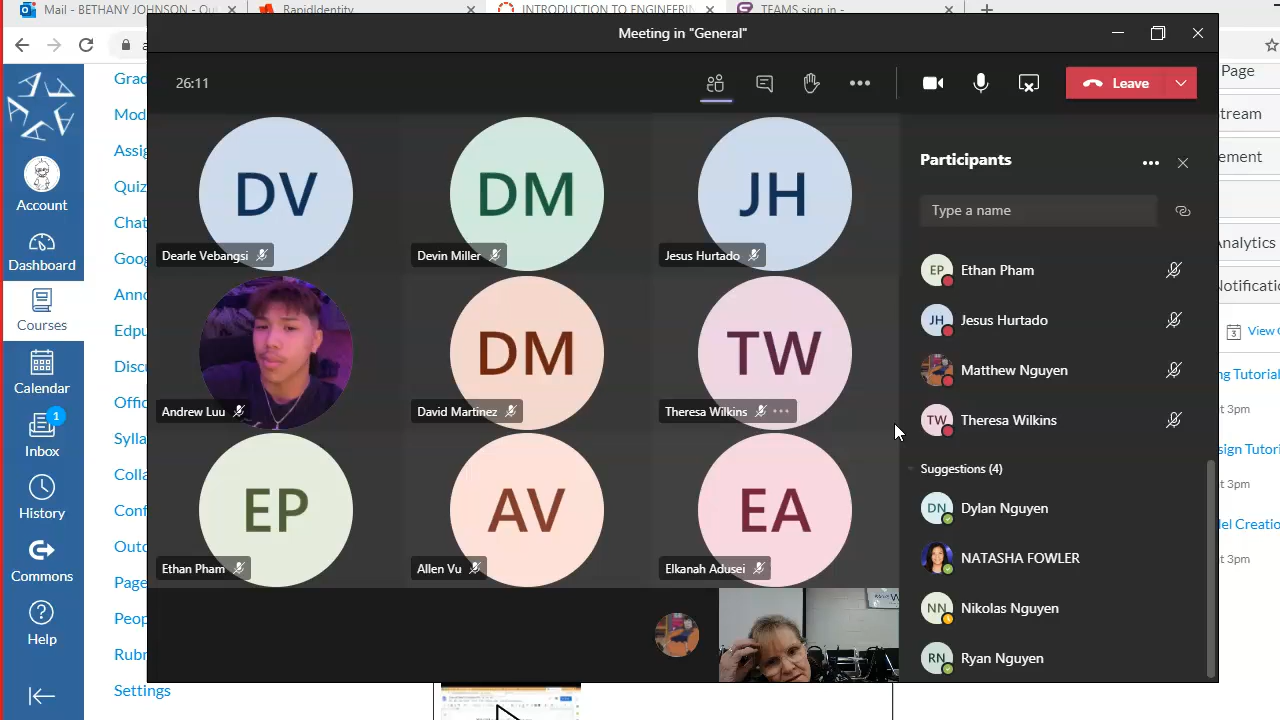 Mail - BETHANY JOHNSON - Ou
RapidIdentity
INTRODUCTION TO ENGINEERI
TEAMS sign in -
Meeting in "General"
26:11
Leave
Account
Dashboard
Courses
Calendar
1
Inbox
History
Commons
Help
Grad
Mod
Assig
Quiz
Chat
Goog
Anno
Edpu
Discu
Offic
Sylla
Colla
Conf
Outc
Page
Peop
Rubr
Settings
DV
Dearle Vebangsi
DM
Devin Miller
JH
Jesus Hurtado
Andrew Luu
DM
David Martinez
TW
Theresa Wilkins
EP
Ethan Pham
AV
Allen Vu
EA
Elkanah Adusei
Participants
Type a name
EP Ethan Pham
JH Jesus Hurtado
Matthew Nguyen
TW Theresa Wilkins
Suggestions (4)
DN Dylan Nguyen
NATASHA FOWLER
NN Nikolas Nguyen
RN Ryan Nguyen
Page
tream
ement
Analytics
Notificatio
View C
ng Tutorial
t 3pm
sign Tutori
t 3pm
del Creatio
t 3pm